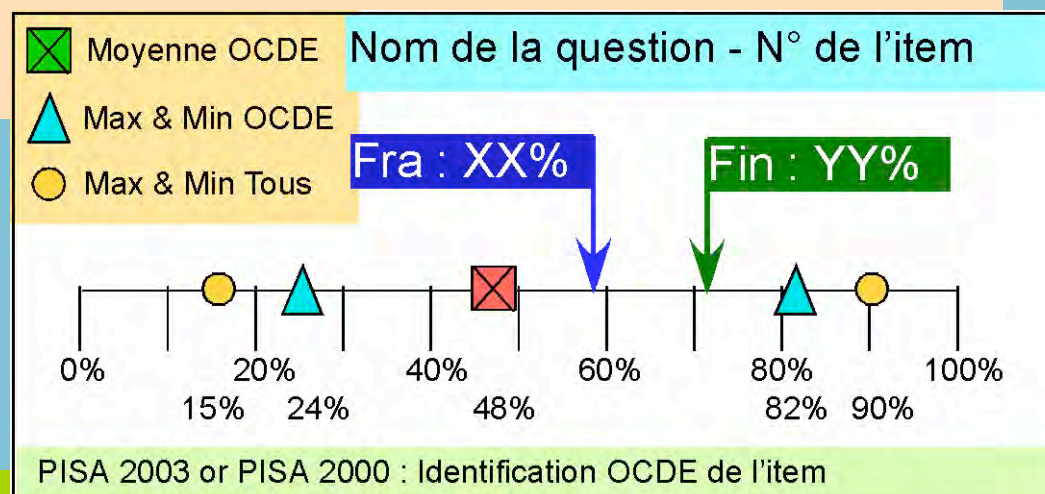 Moyenne OCDE
Nom de la question - N° de l'item
Max & Min OCDE
Max & Min Tous
Fra : XX%
Fin : YY%
0% 20% 40% 60% 80% 100%
15% 24% 48% 82% 90%
PISA 2003 or PISA 2000 : Identification OCDE de l'item